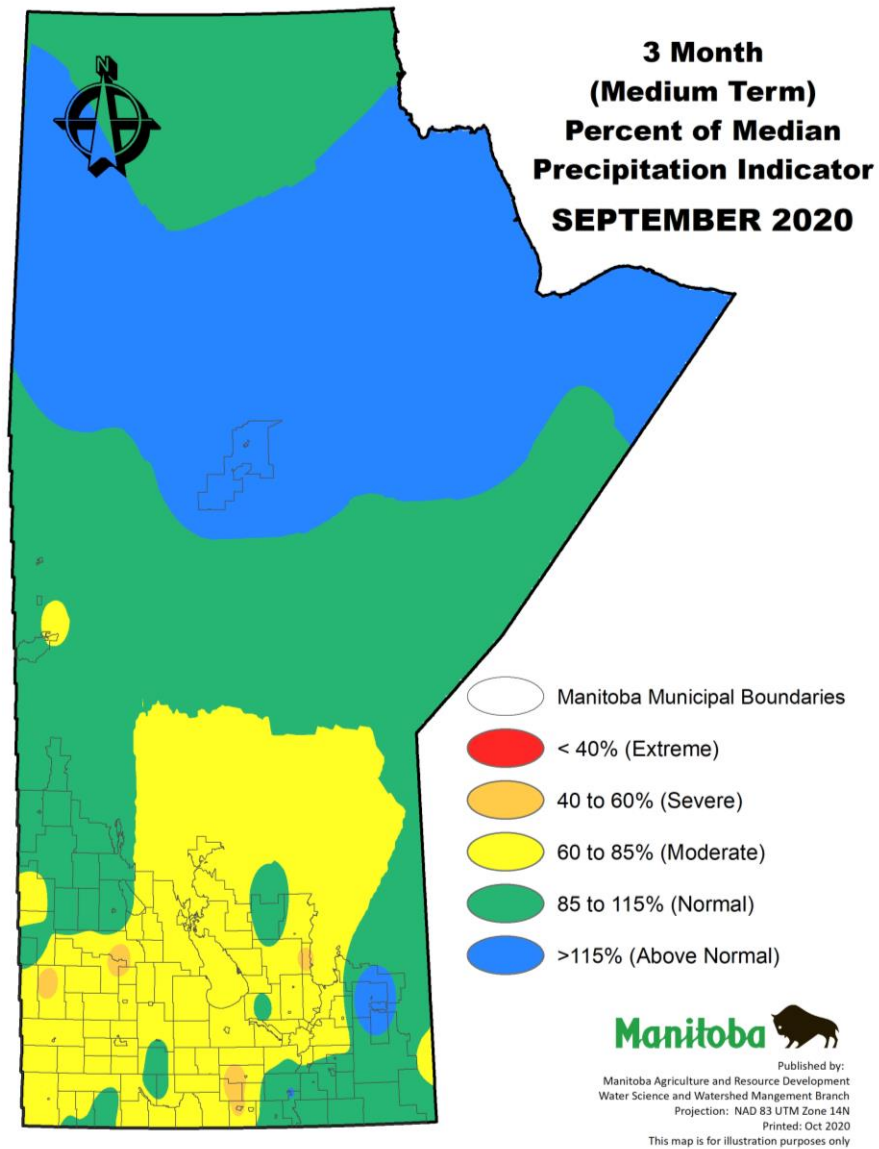 3 Month
(Medium Term)
Percent of Median
Precipitation Indicator
SEPTEMBER 2020
N
Manitoba Municipal Boundaries
< 40% (Extreme)
40 to 60% (Severe)
60 to 85% (Moderate)
85 to 115% (Normal)
>115% (Above Normal)
Manitoba
Published by:
Manitoba Agriculture and Resource Development
Water Science and Watershed Mangement Branch
Projection: NAD 83 UTM Zone 14N
Printed: Oct 2020
This map is for illustration purposes only